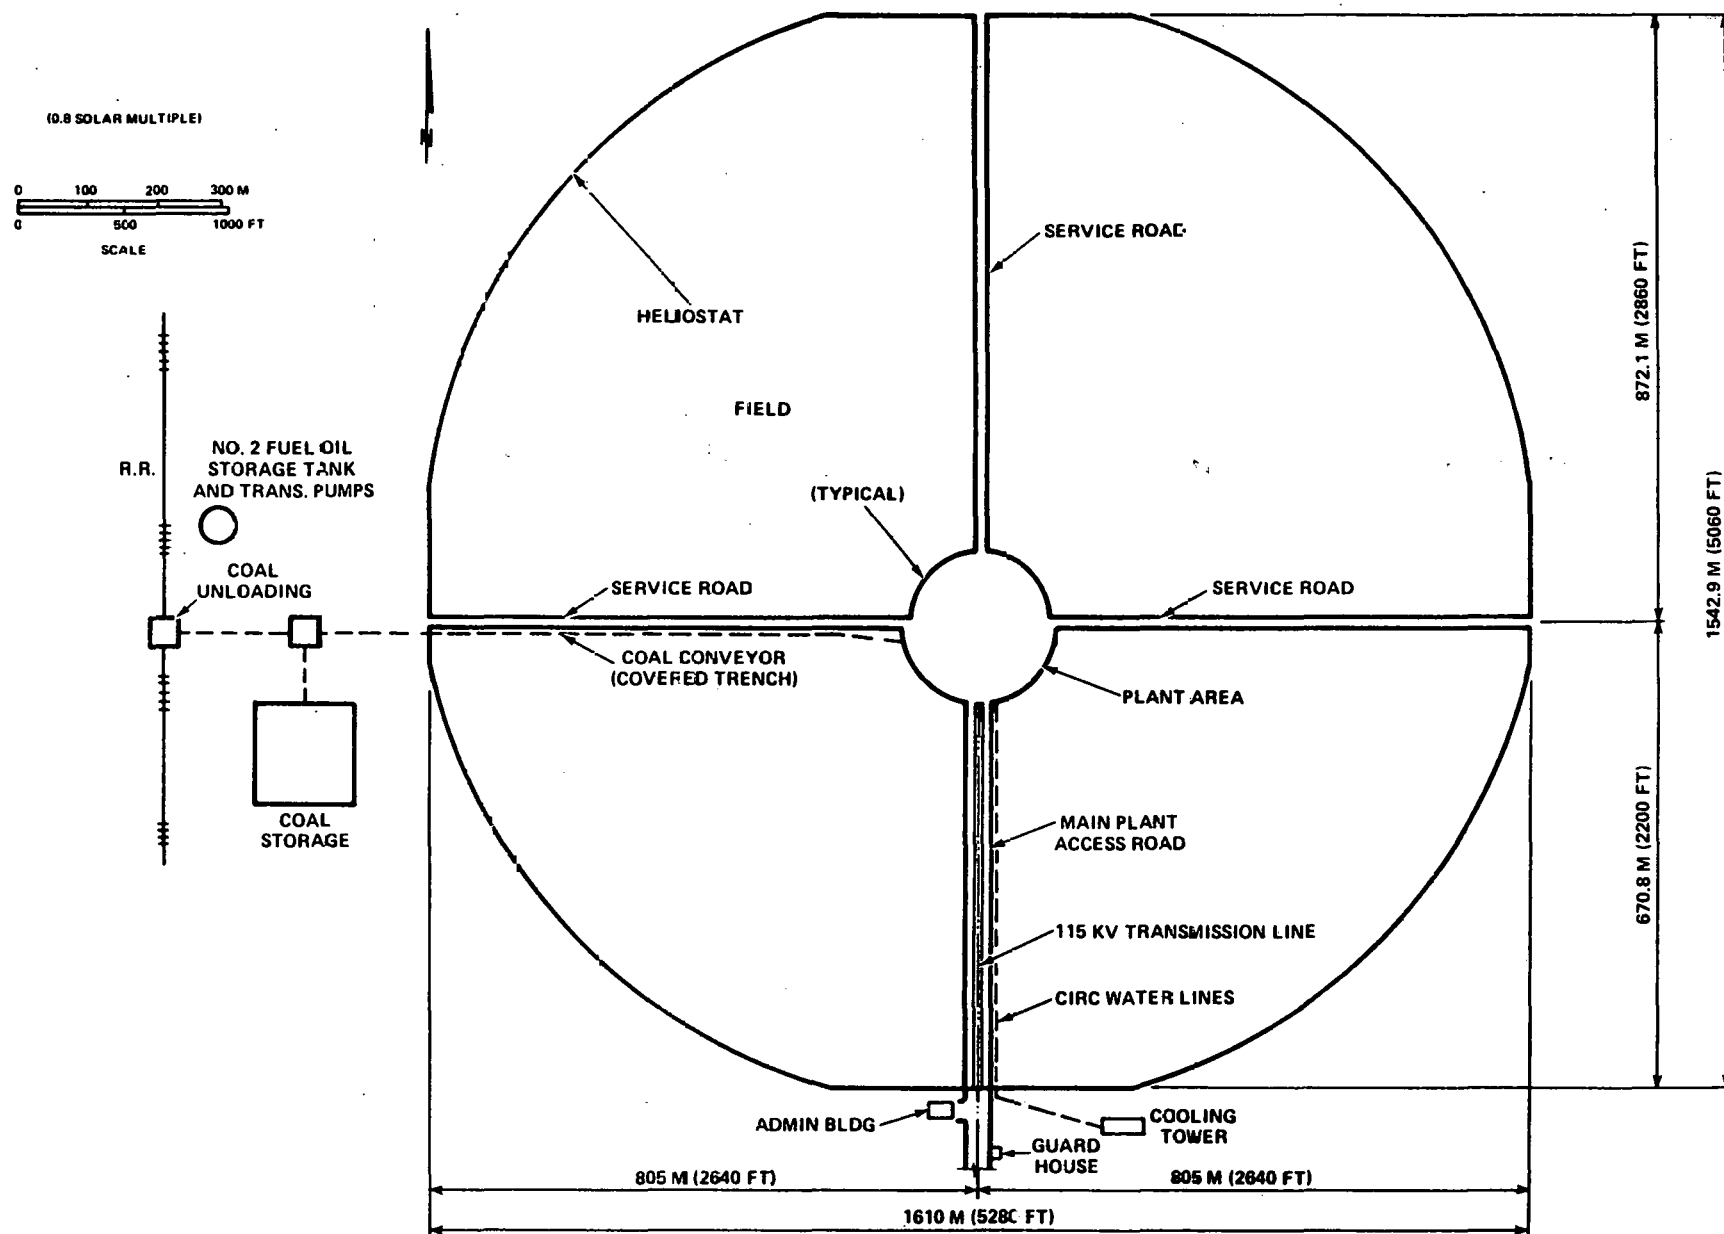 (0.8 SOLAR MULTIPLE)
0 100 200 300 M
0 500 1000 FT
SCALE
N
SERVICE ROAD
HELIOSTAT
FIELD
872.1 M (2860 FT)
1542.9 M (5060 FT)
R.R.
NO. 2 FUEL OIL
STORAGE TANK
AND TRANS. PUMPS
(TYPICAL)
COAL
UNLOADING
SERVICE ROAD
SERVICE ROAD
COAL CONVEYOR
(COVERED TRENCH)
PLANT AREA
COAL
STORAGE
MAIN PLANT
ACCESS ROAD
670.8 M (2200 FT)
115 KV TRANSMISSION LINE
CIRC WATER LINES
ADMIN BLDG
COOLING
TOWER
GUARD
HOUSE
805 M (2640 FT)
805 M (2640 FT)
1610 M (5280 FT)